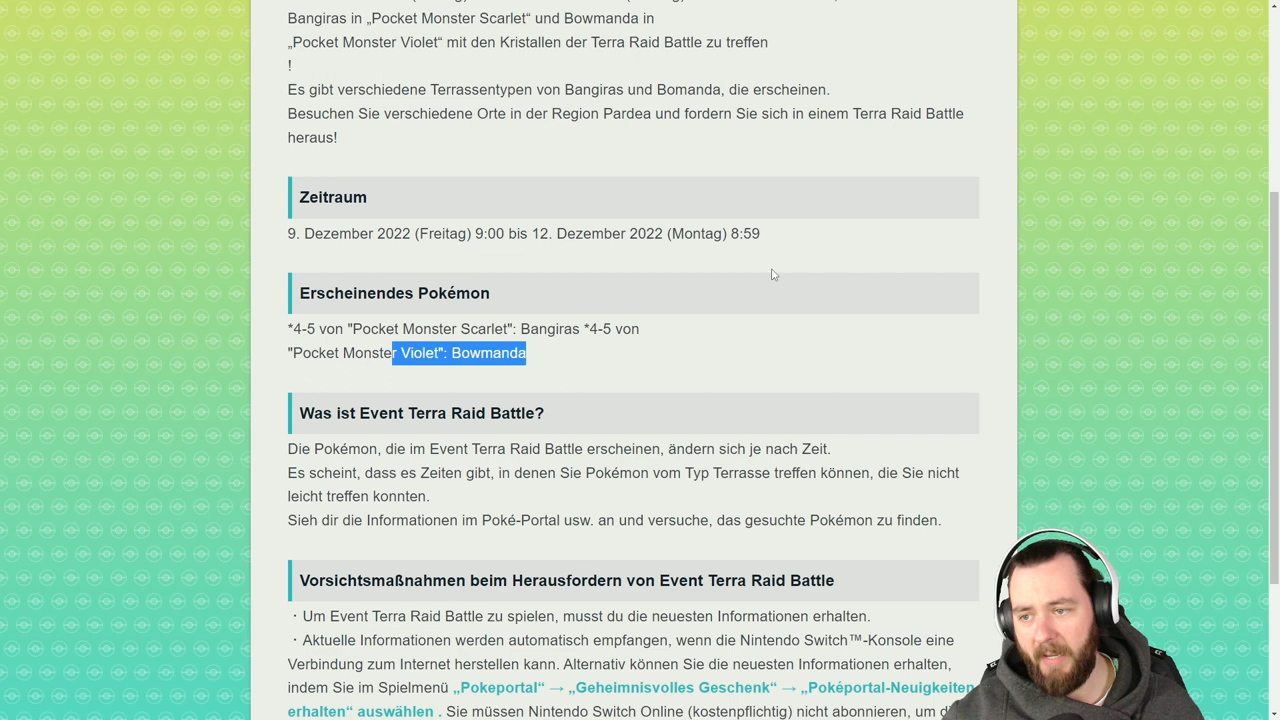 Bangiras in „Pocket Monster Scarlet“ und Bowmanda in
„Pocket Monster Violet“ mit den Kristallen der Terra Raid Battle zu treffen
!
Es gibt verschiedene Terrassentypen von Bangiras und Bomanda, die erscheinen.
Besuchen Sie verschiedene Orte in der Region Pardea und fordern Sie sich in einem Terra Raid Battle
heraus!
Zeitraum
9. Dezember 2022 (Freitag) 9:00 bis 12. Dezember 2022 (Montag) 8:59
Erscheinendes Pokémon
*4-5 von "Pocket Monster Scarlet": Bangiras *4-5 von
"Pocket Monster Violet": Bowmanda
Was ist Event Terra Raid Battle?
Die Pokémon, die im Event Terra Raid Battle erscheinen, ändern sich je nach Zeit.
Es scheint, dass es Zeiten gibt, in denen Sie Pokémon vom Typ Terrasse treffen können, die Sie nicht
leicht treffen konnten.
Sieh dir die Informationen im Poké-Portal usw. an und versuche, das gesuchte Pokémon zu finden.
Vorsichtsmaßnahmen beim Herausfordern von Event Terra Raid Battle
・Um Event Terra Raid Battle zu spielen, musst du die neuesten Informationen erhalten.
・Aktuelle Informationen werden automatisch empfangen, wenn die Nintendo Switch™-Konsole eine
Verbindung zum Internet herstellen kann. Alternativ können Sie die neuesten Informationen erhalten,
indem Sie im Spielmenü „Pokeportal“ → „Geheimnisvolles Geschenk“ → „Poképortal-Neuigkeiten
erhalten“ auswählen . Sie müssen Nintendo Switch Online (kostenpflichtig) nicht abonnieren, um